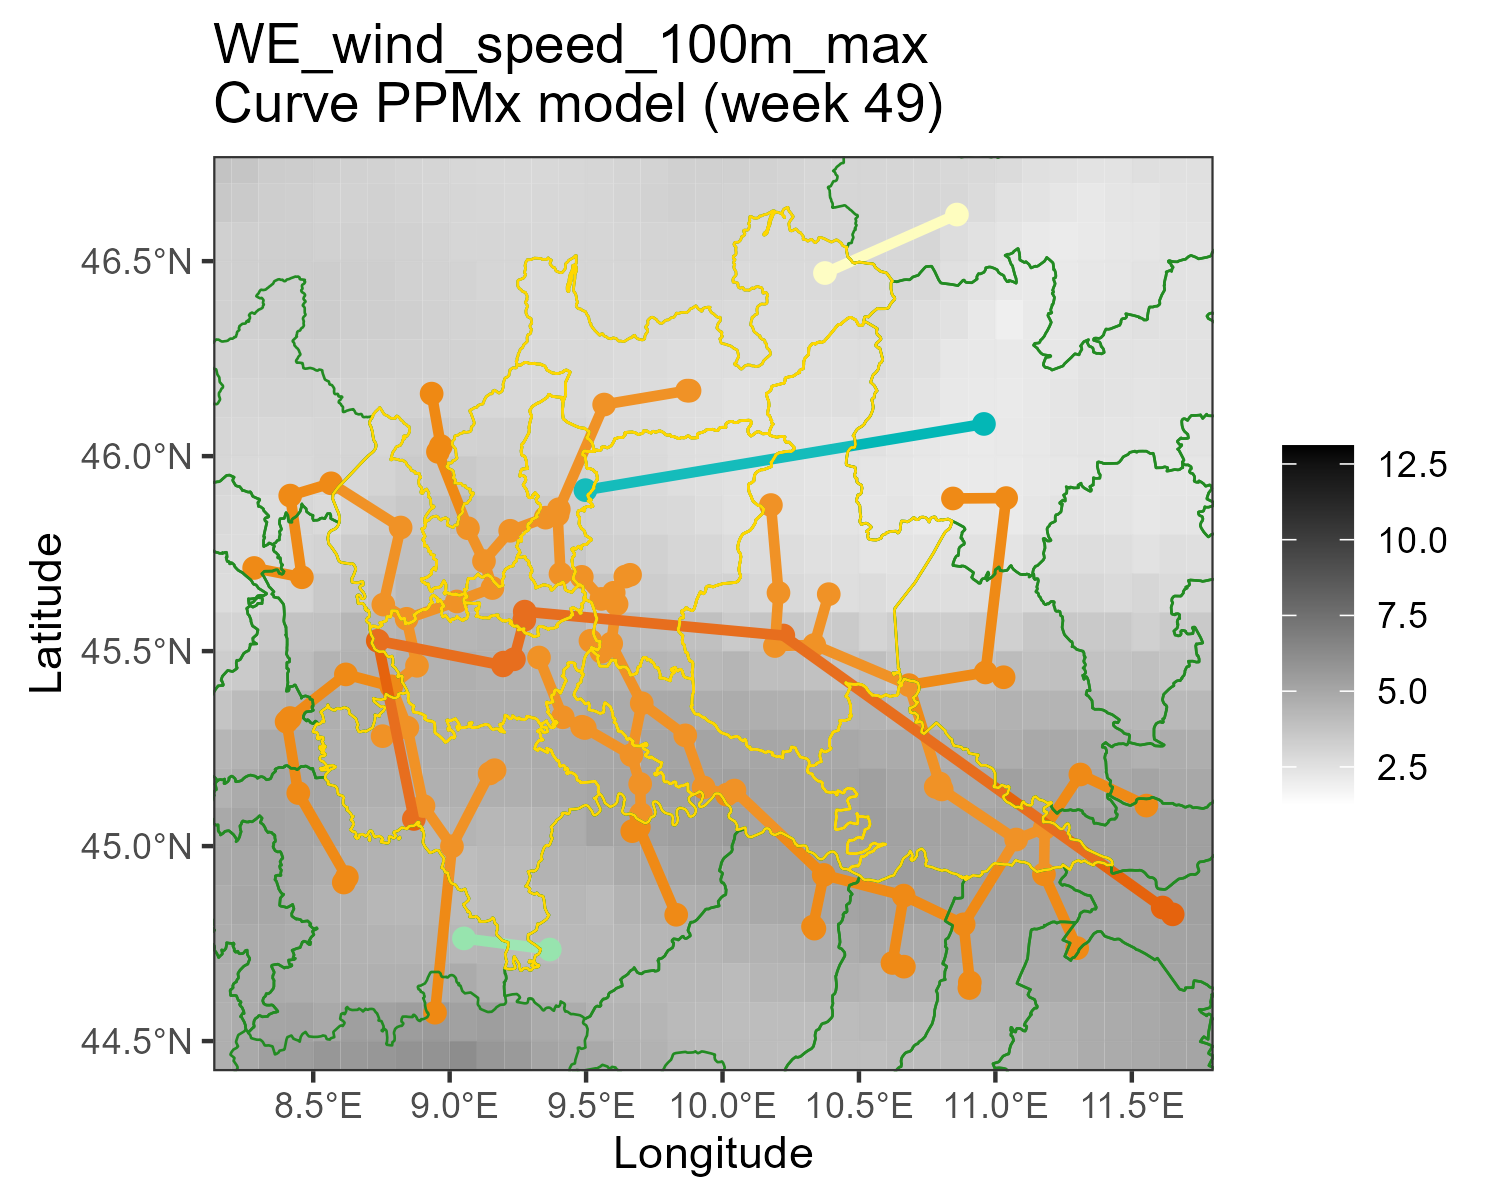 WE_wind_speed_100m_max
Curve PPMx model (week 49)
46.5°N
46.0°N
45.5°N
45.0°N
44.5°N
Latitude
8.5°E
9.0°E
9.5°E
10.0°E
10.5°E
11.0°E
11.5°E
Longitude
12.5
10.0
7.5
5.0
2.5